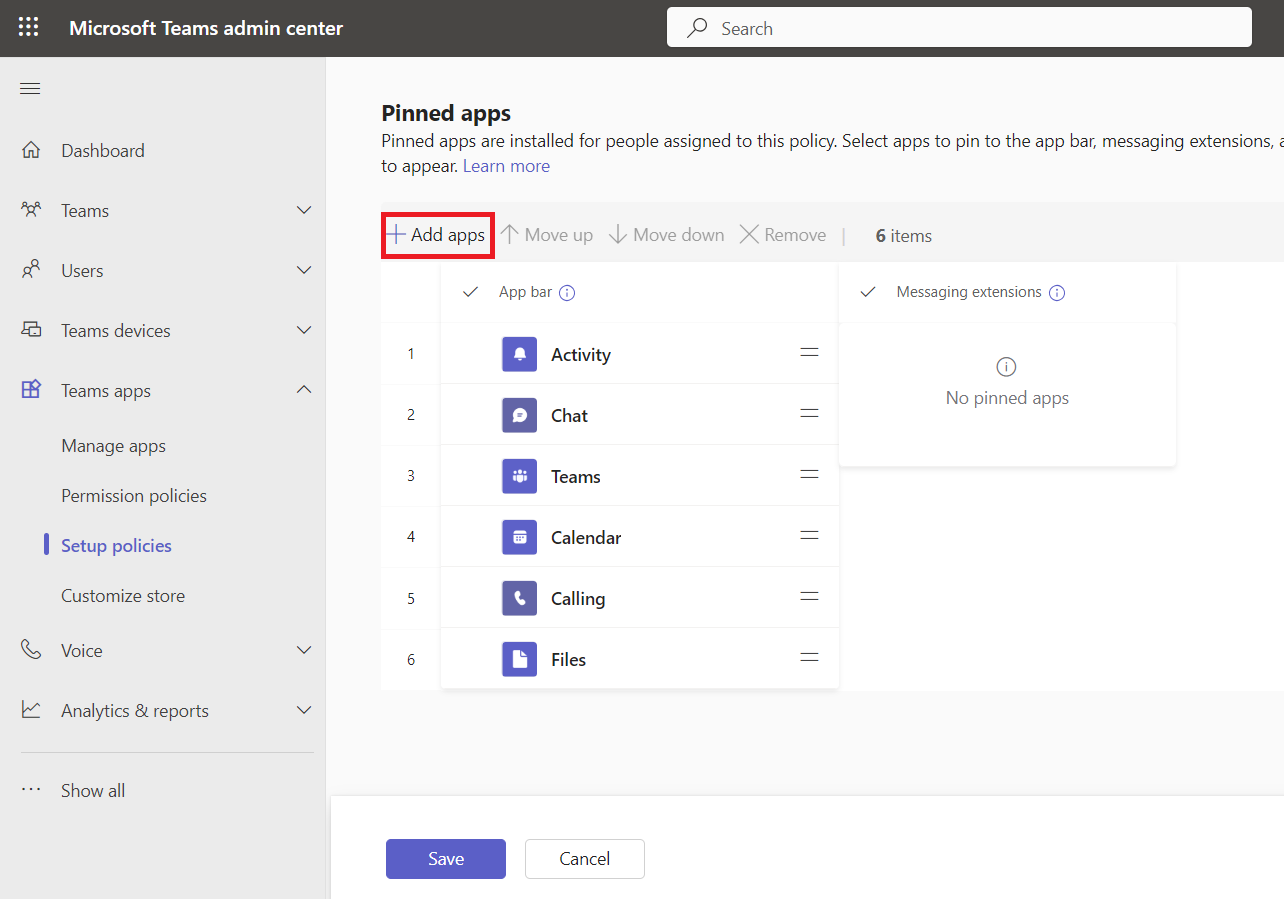 Microsoft Teams admin center
Search
Dashboard
Teams
Users
Teams devices
Teams apps
Manage apps
Permission policies
Setup policies
Customize store
Voice
Analytics & reports
Show all
Pinned apps
Pinned apps are installed for people assigned to this policy. Select apps to pin to the app bar, messaging extensions, a
to appear. Learn more
Add apps Move up Move down Remove | 6 items
App bar Messaging extensions
1 Activity
No pinned apps
2 Chat
3 Teams
4 Calendar
5 Calling
6 Files
Save Cancel